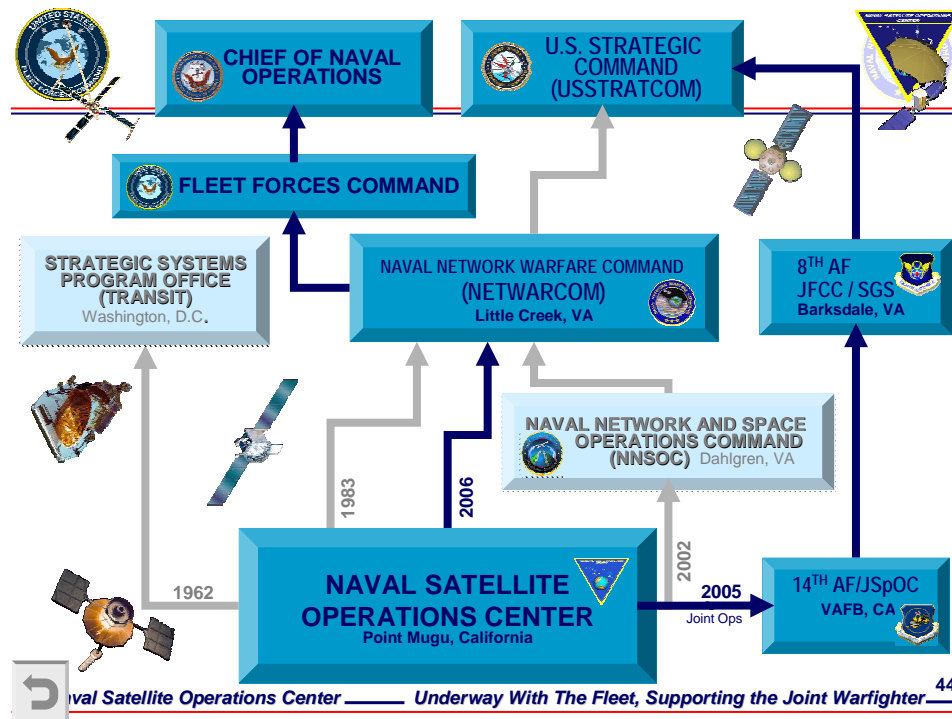 CHIEF OF NAVAL
OPERATIONS
U.S. STRATEGIC
COMMAND
(USSTRATCOM)
FLEET FORCES COMMAND
STRATEGIC SYSTEMS
PROGRAM OFFICE
(TRANSIT)
Washington, D.C.
NAVAL NETWORK WARFARE COMMAND
(NETWARCOM)
Little Creek, VA
8TH AF
JFCC / SGS
Barksdale, VA
NAVAL NETWORK AND SPACE
OPERATIONS COMMAND
(NNSOC) Dahlgren, VA
1983
2006
2002
1962
NAVAL SATELLITE
OPERATIONS CENTER
Point Mugu, California
2005
Joint Ops
14TH AF/JSpOC
VAFB, CA
44
Satellite Operations Center Underway With The Fleet, Supporting the Joint Warfighter
UNITED STATES